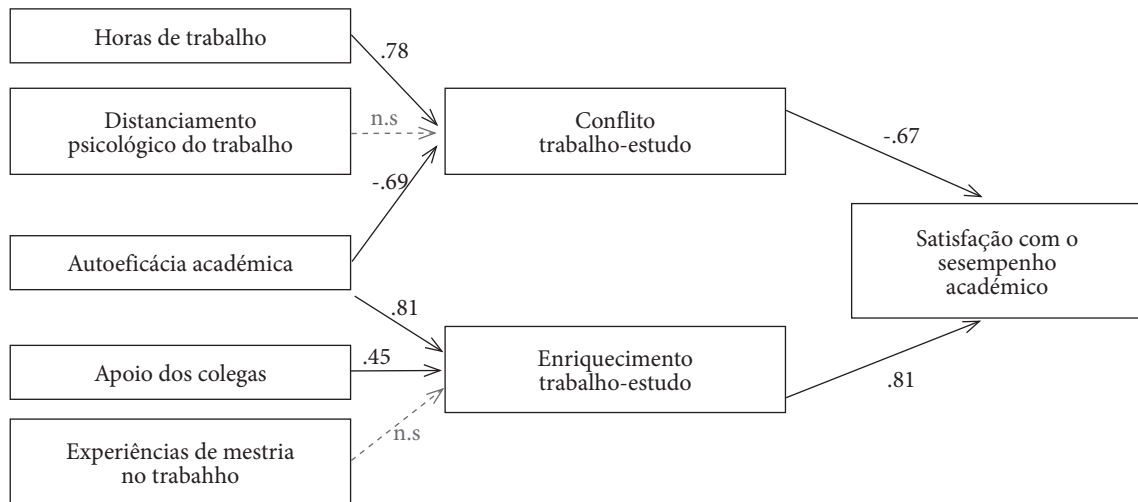 Horas de trabalho
.78
Distanciamento
psicológico do trabalho
n.s
Conflito
trabalho-estudo
-.67
-.69
Autoeficácia académica
Satisfação com o
sesempenho
académico
.81
Apoio dos colegas
.45
Enriquecimento
trabalho-estudo
.81
n.s
Experiências de mestria
no trabahho